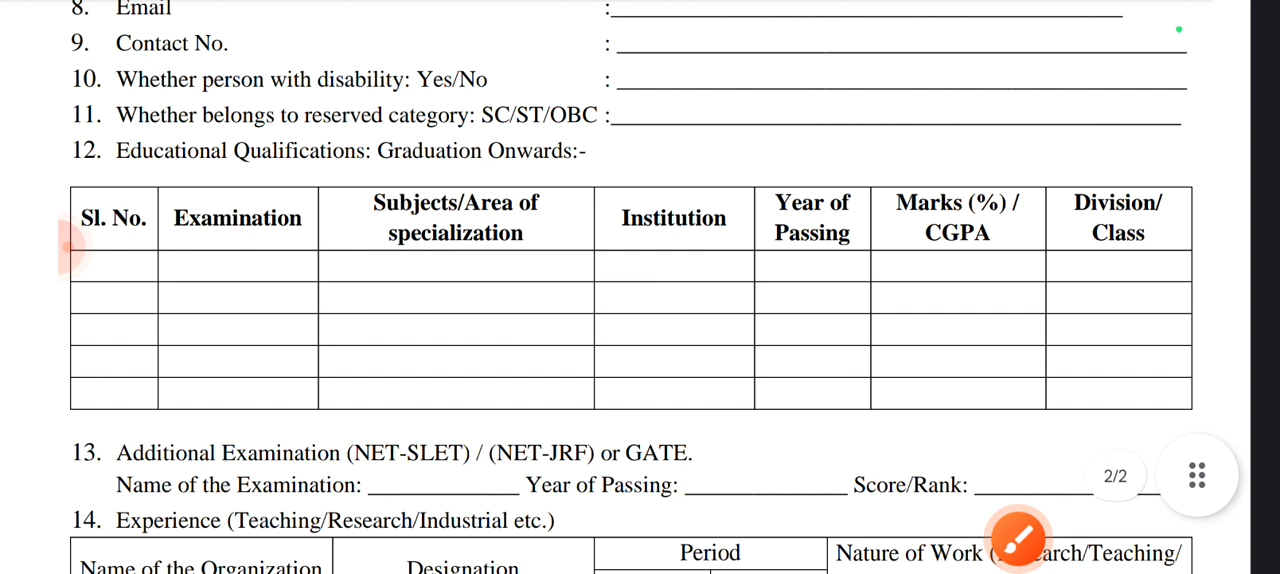 8. Email :
9. Contact No. :
10. Whether person with disability: Yes/No :
11. Whether belongs to reserved category: SC/ST/OBC :
12. Educational Qualifications: Graduation Onwards:-
Sl. No. Examination Subjects/Area of specialization Institution Year of Passing Marks (%) / CGPA Division/ Class
13. Additional Examination (NET-SLET) / (NET-JRF) or GATE.
Name of the Examination: Year of Passing: Score/Rank:
2/2
14. Experience (Teaching/Research/Industrial etc.)
Name of the Organization Designation Period Nature of Work